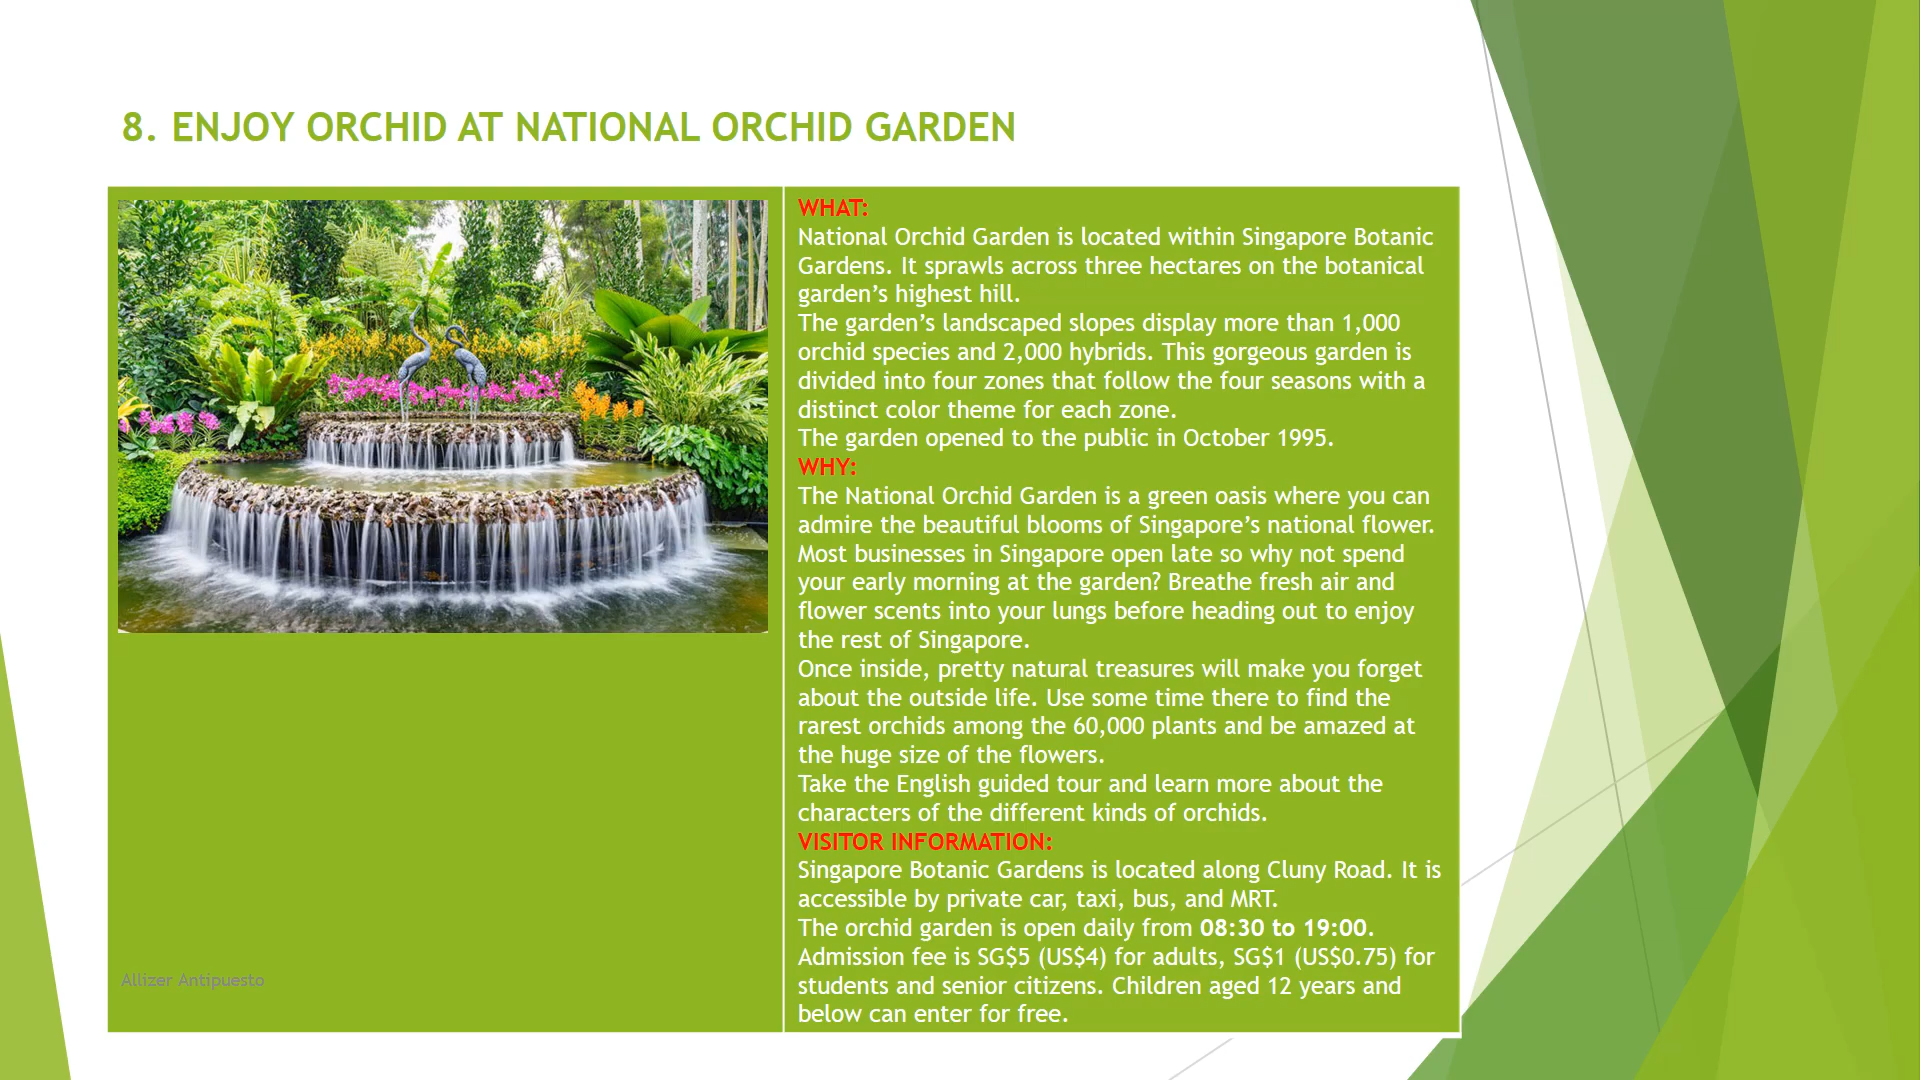 8. ENJOY ORCHID AT NATIONAL ORCHID GARDEN
WHAT:
National Orchid Garden is located within Singapore Botanic
Gardens. It sprawls across three hectares on the botanical
garden’s highest hill.
The garden’s landscaped slopes display more than 1,000
orchid species and 2,000 hybrids. This gorgeous garden is
divided into four zones that follow the four seasons with a
distinct color theme for each zone.
The garden opened to the public in October 1995.
WHY:
The National Orchid Garden is a green oasis where you can
admire the beautiful blooms of Singapore’s national flower.
Most businesses in Singapore open late so why not spend
your early morning at the garden? Breathe fresh air and
flower scents into your lungs before heading out to enjoy
the rest of Singapore.
Once inside, pretty natural treasures will make you forget
about the outside life. Use some time there to find the
rarest orchids among the 60,000 plants and be amazed at
the huge size of the flowers.
Take the English guided tour and learn more about the
characters of the different kinds of orchids.
VISITOR INFORMATION:
Singapore Botanic Gardens is located along Cluny Road. It is
accessible by private car, taxi, bus, and MRT.
The orchid garden is open daily from 08:30 to 19:00.
Admission fee is SG$5 (US$4) for adults, SG$1 (US$0.75) for
students and senior citizens. Children aged 12 years and
below can enter for free.
Allizer Antipuesto